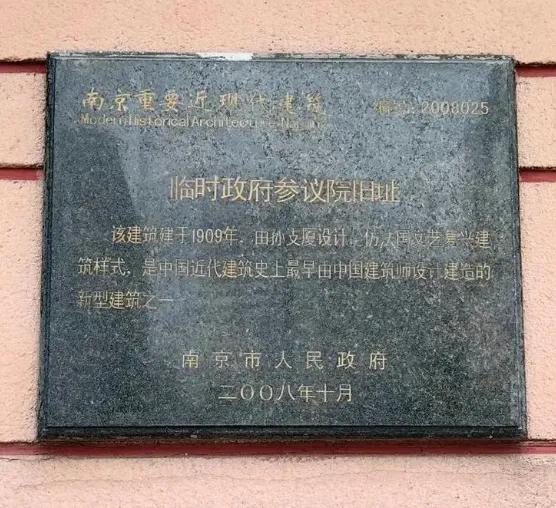 南京重要近现代建筑 编号:2008025
Modern Historical Architecture Nanjing
临时政府参议院旧址
该建筑建于1909年，由孙支厦设计，仿法国文艺复兴建
筑样式，是中国近代建筑史上最早由中国建筑师设计建造的
新型建筑之一
南京市人民政府
二〇〇八年十月